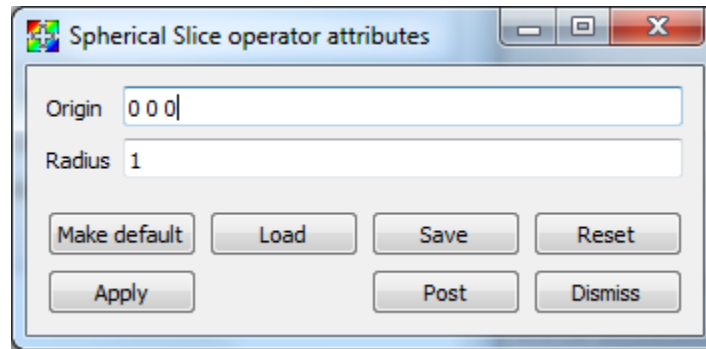 Spherical Slice operator attributes
Origin 0 0 0
Radius 1
Make default Load Save Reset
Apply Post Dismiss